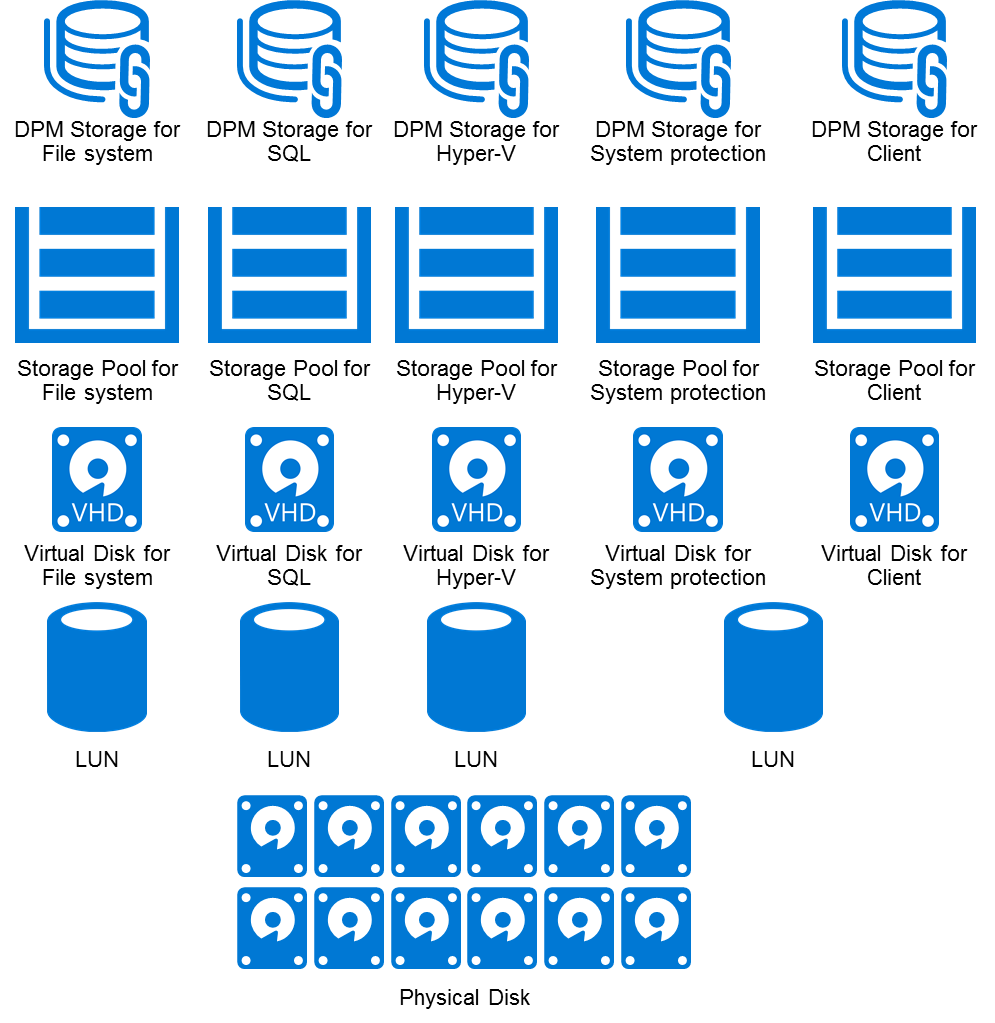 DPM Storage for
File system
DPM Storage for
SQL
DPM Storage for
Hyper-V
DPM Storage for
System protection
DPM Storage for
Client
Storage Pool for
File system
Storage Pool for
SQL
Storage Pool for
Hyper-V
Storage Pool for
System protection
Storage Pool for
Client
VHD
VHD
VHD
VHD
VHD
Virtual Disk for
File system
Virtual Disk for
SQL
Virtual Disk for
Hyper-V
Virtual Disk for
System protection
Virtual Disk for
Client
LUN
LUN
LUN
LUN
Physical Disk